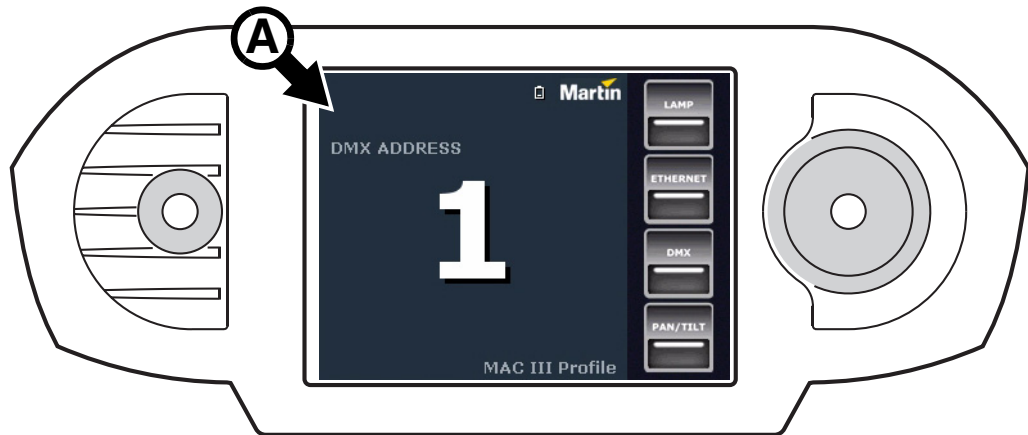 A
Martin
DMX ADDRESS
1
MAC III Profile
LAMP
ETHERNET
DMX
PAN/TILT